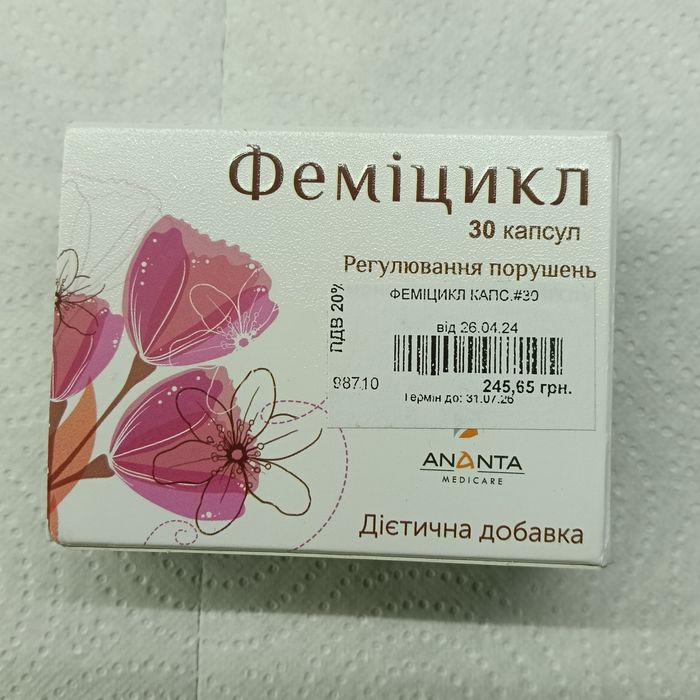 Феміцикл
30 капсул
Регулювання порушень
ПДВ 20%
ФЕМІЦИКЛ КАПС.#30
від 26.04.24
98710
245,65 грн.
Термін до: 31.07.26
ANANTA
MEDICARE
Дієтична добавка